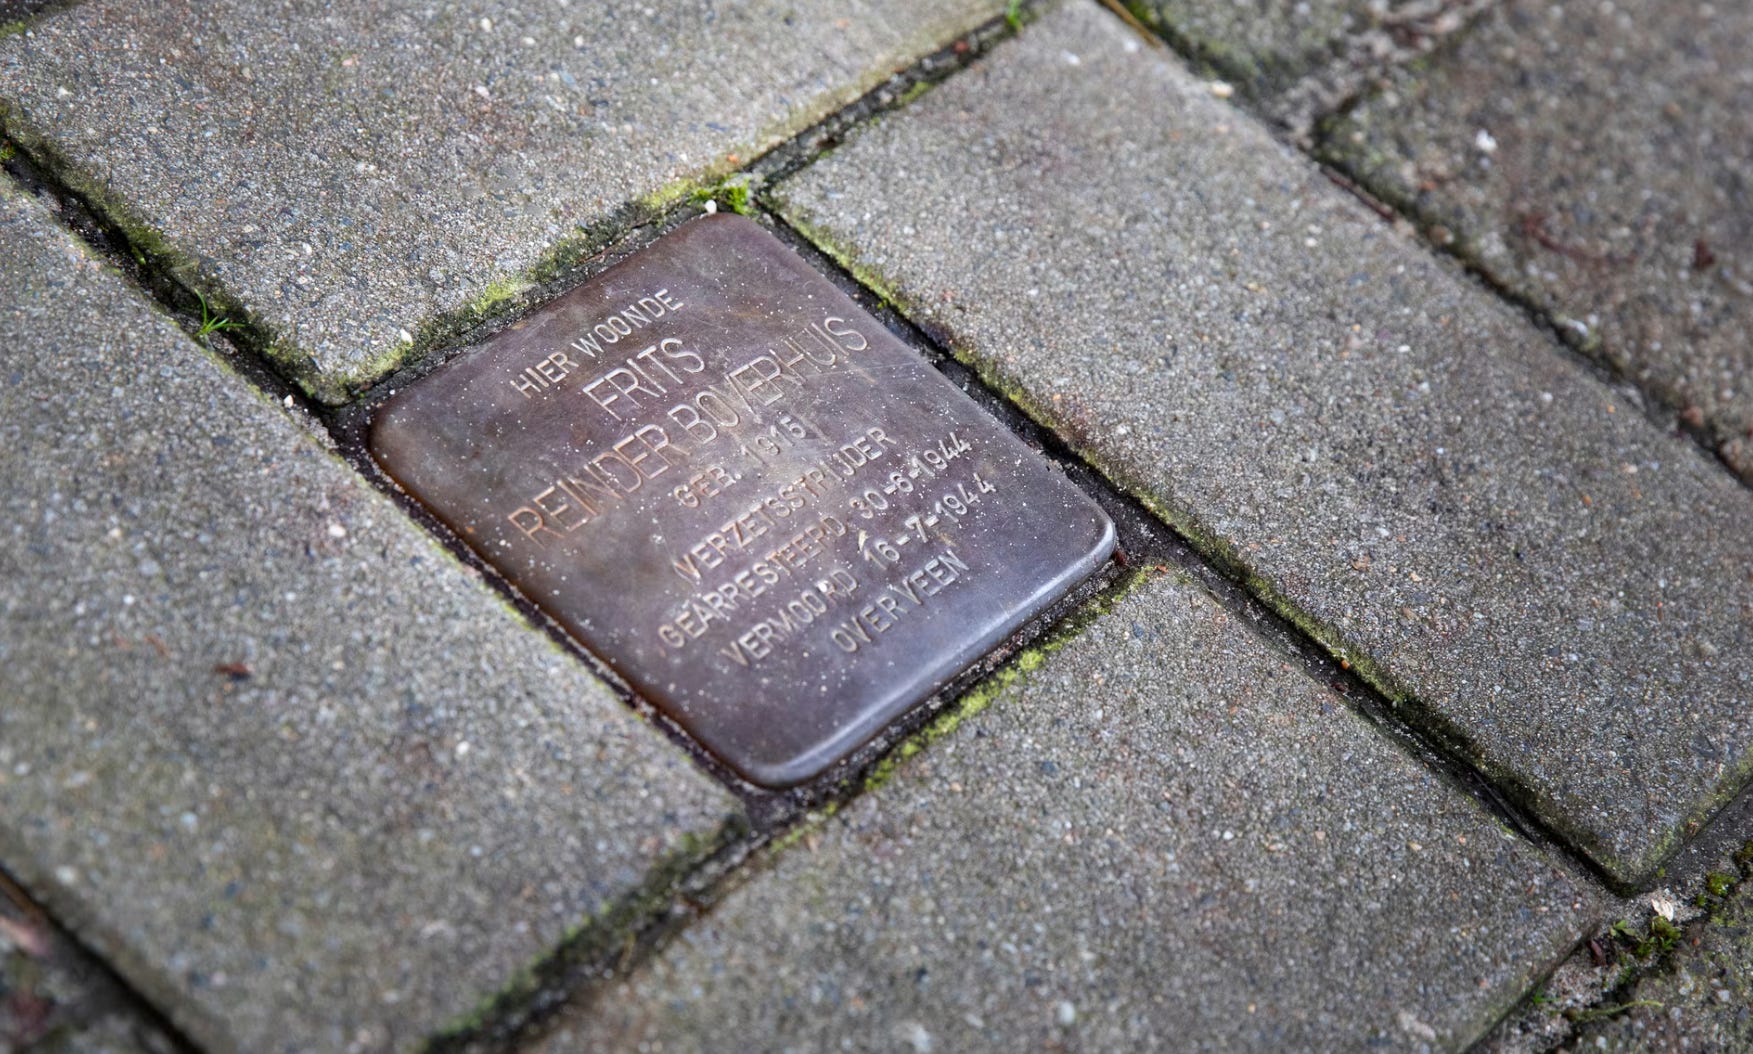 HIER WOONDE
FRITS
REINDER BOVERHUIS
GEB. 1915
VERZETSSTRIJDER
GEARRESTEERD 30-6-1944
VERMOORD 16-7-1944
OVERVEEN